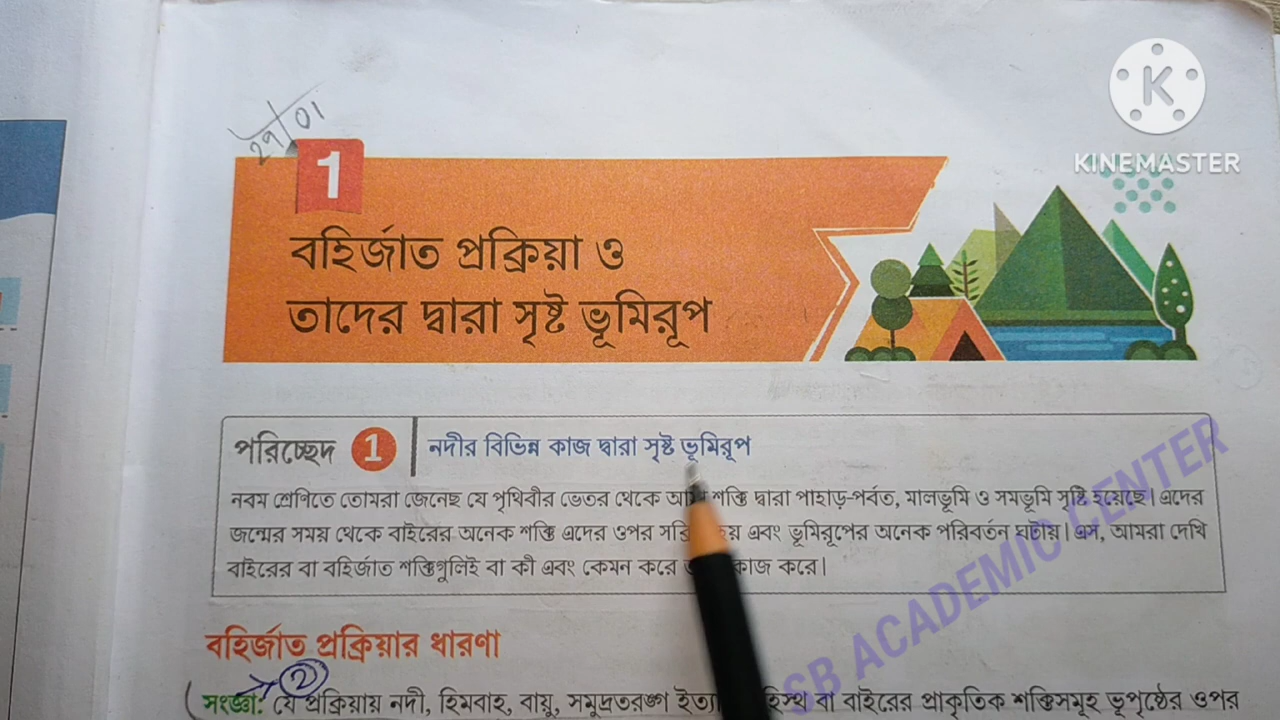 KINEMASTER
২৭/01
1
বহির্জাত প্রক্রিয়া ও
তাদের দ্বারা সৃষ্ট ভূমিরূপ
পরিচ্ছেদ 1 নদীর বিভিন্ন কাজ দ্বারা সৃষ্ট ভূমিরূপ
নবম শ্রেণিতে তোমরা জেনেছ যে পৃথিবীর ভেতর থেকে শক্তি দ্বারা পাহাড়-পর্বত, মালভূমি ও সমভূমি সৃষ্টি হয়েছে। এদের
জন্মের সময় থেকে বাইরের অনেক শক্তি এদের ওপর এবং ভূমিরূপের অনেক পরিবর্তন ঘটায়। এস, আমরা দেখি
বাইরের বা বহির্জাত শক্তিগুলিই বা কী এবং কেমন করে কাজ করে।
SB ACADEMIC CENTER
বহির্জাত প্রক্রিয়ার ধারণা
2
সংজ্ঞা: যে প্রক্রিয়ায় নদী, হিমবাহ, বায়ু, সমুদ্রতরঙ্গ বা বাইরের প্রাকৃতিক শক্তিসমূহ ভূপৃষ্ঠের ওপর